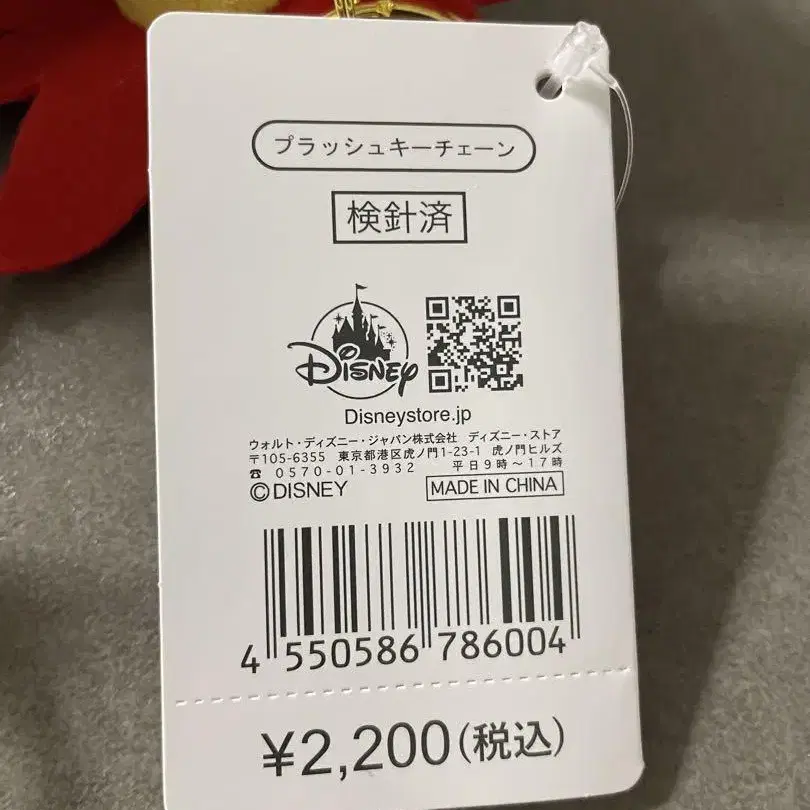 プラッシュキーチェーン
検針済
Disney
Disneystore.jp
ウォルト・ディズニー・ジャパン株式会社 ディズニー・ストア
〒105-6355 東京都港区虎ノ門1-23-1 虎ノ門ヒルズ
☎ 0570-01-3932 平日9時～17時
©DISNEY MADE IN CHINA
4 550586 786004
¥2,200(税込)